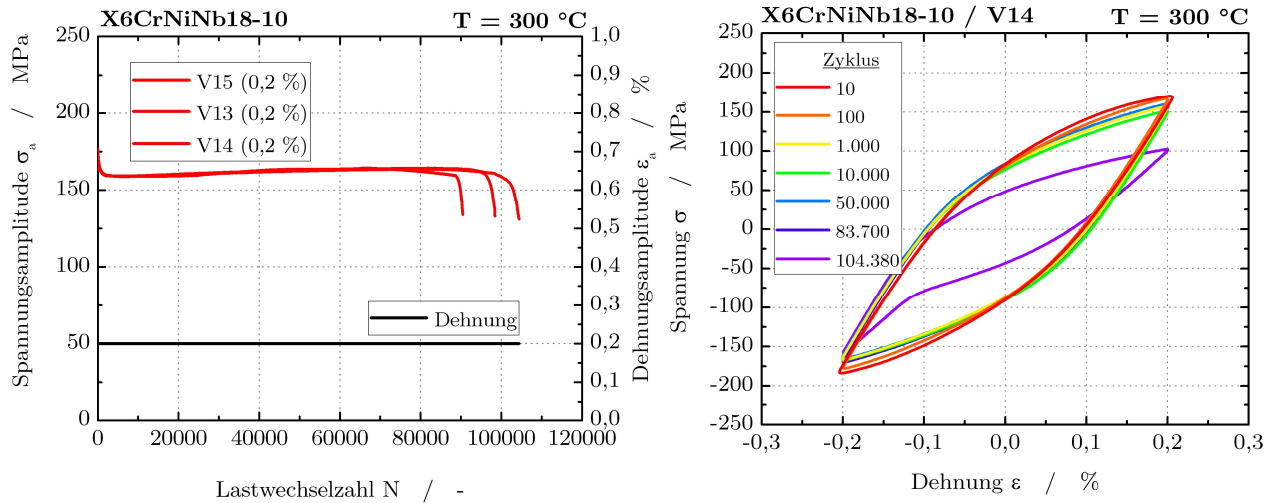 X6CrNiNb18-10 T = 300 °C
250
200
150
100
50
0
Spannungsamplitude σa / MPa
V15 (0,2 %)
V13 (0,2 %)
V14 (0,2 %)
Dehnung
1,0
0,9
0,8
0,7
0,6
0,5
0,4
0,3
0,2
0,1
0,0
Dehnungsamplitude εa / %
0 20000 40000 60000 80000 100000 120000
Lastwechselzahl N / -
X6CrNiNb18-10 / V14 T = 300 °C
250
200
150
100
50
0
-50
-100
-150
-200
-250
Spannung σ / MPa
Zyklus
10
100
1.000
10.000
50.000
83.700
104.380
-0,3 -0,2 -0,1 0,0 0,1 0,2 0,3
Dehnung ε / %